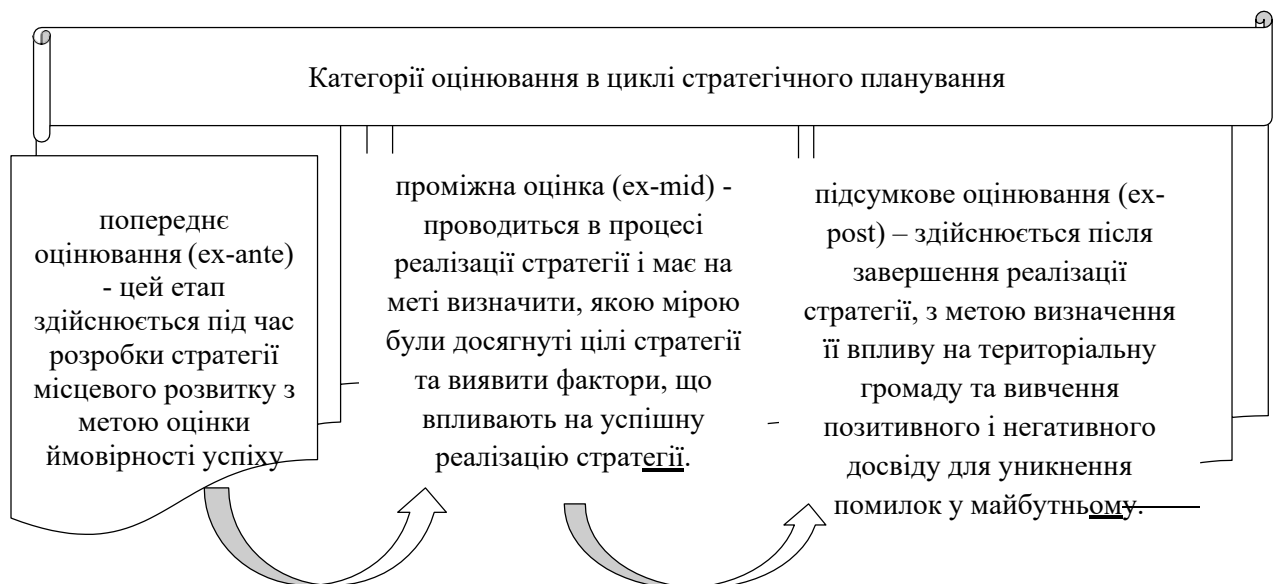 Категорії оцінювання в циклі стратегічного планування
попереднє
оцінювання (ex-ante)
- цей етап
здійснюється під час
розробки стратегії
місцевого розвитку з
метою оцінки
ймовірності успіху
проміжна оцінка (ex-mid) -
проводиться в процесі
реалізації стратегії і має на
меті визначити, якою мірою
були досягнуті цілі стратегії
та виявити фактори, що
впливають на успішну
реалізацію стратегії.
підсумкове оцінювання (ex-
post) – здійснюється після
завершення реалізації
стратегії, з метою визначення
її впливу на територіальну
громаду та вивчення
позитивного і негативного
досвіду для уникнення
помилок у майбутньому.